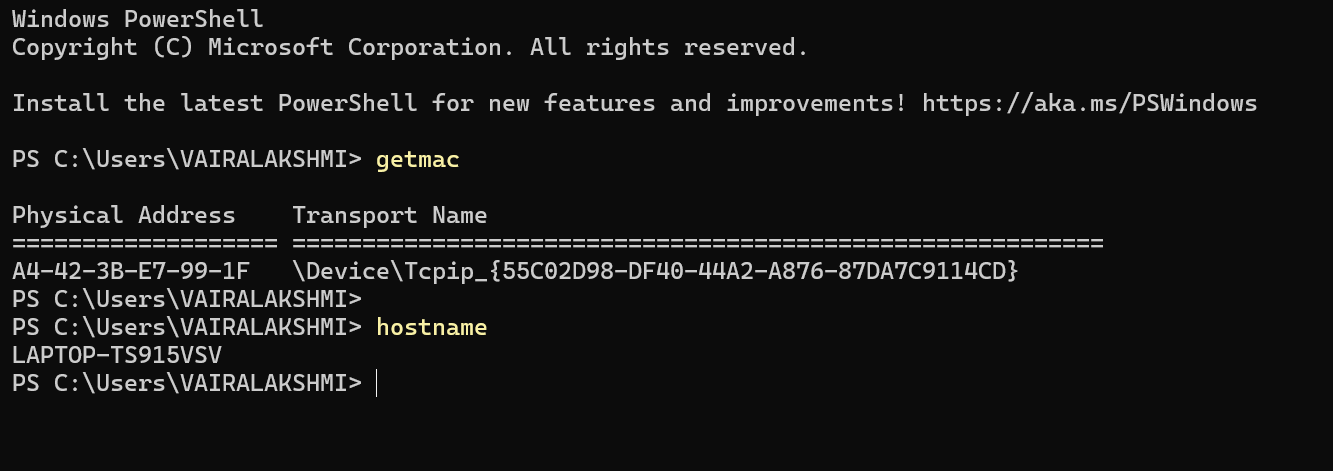 Windows PowerShell
Copyright (C) Microsoft Corporation. All rights reserved.
Install the latest PowerShell for new features and improvements! https://aka.ms/PSWindows
PS C:\Users\VAIRALAKSHMI> getmac
Physical Address    Transport Name
=================== ==========================================================
A4-42-3B-E7-99-1F   \Device\Tcpip_{55C02D98-DF40-44A2-A876-87DA7C9114CD}
PS C:\Users\VAIRALAKSHMI>
PS C:\Users\VAIRALAKSHMI> hostname
LAPTOP-TS915VSV
PS C:\Users\VAIRALAKSHMI>